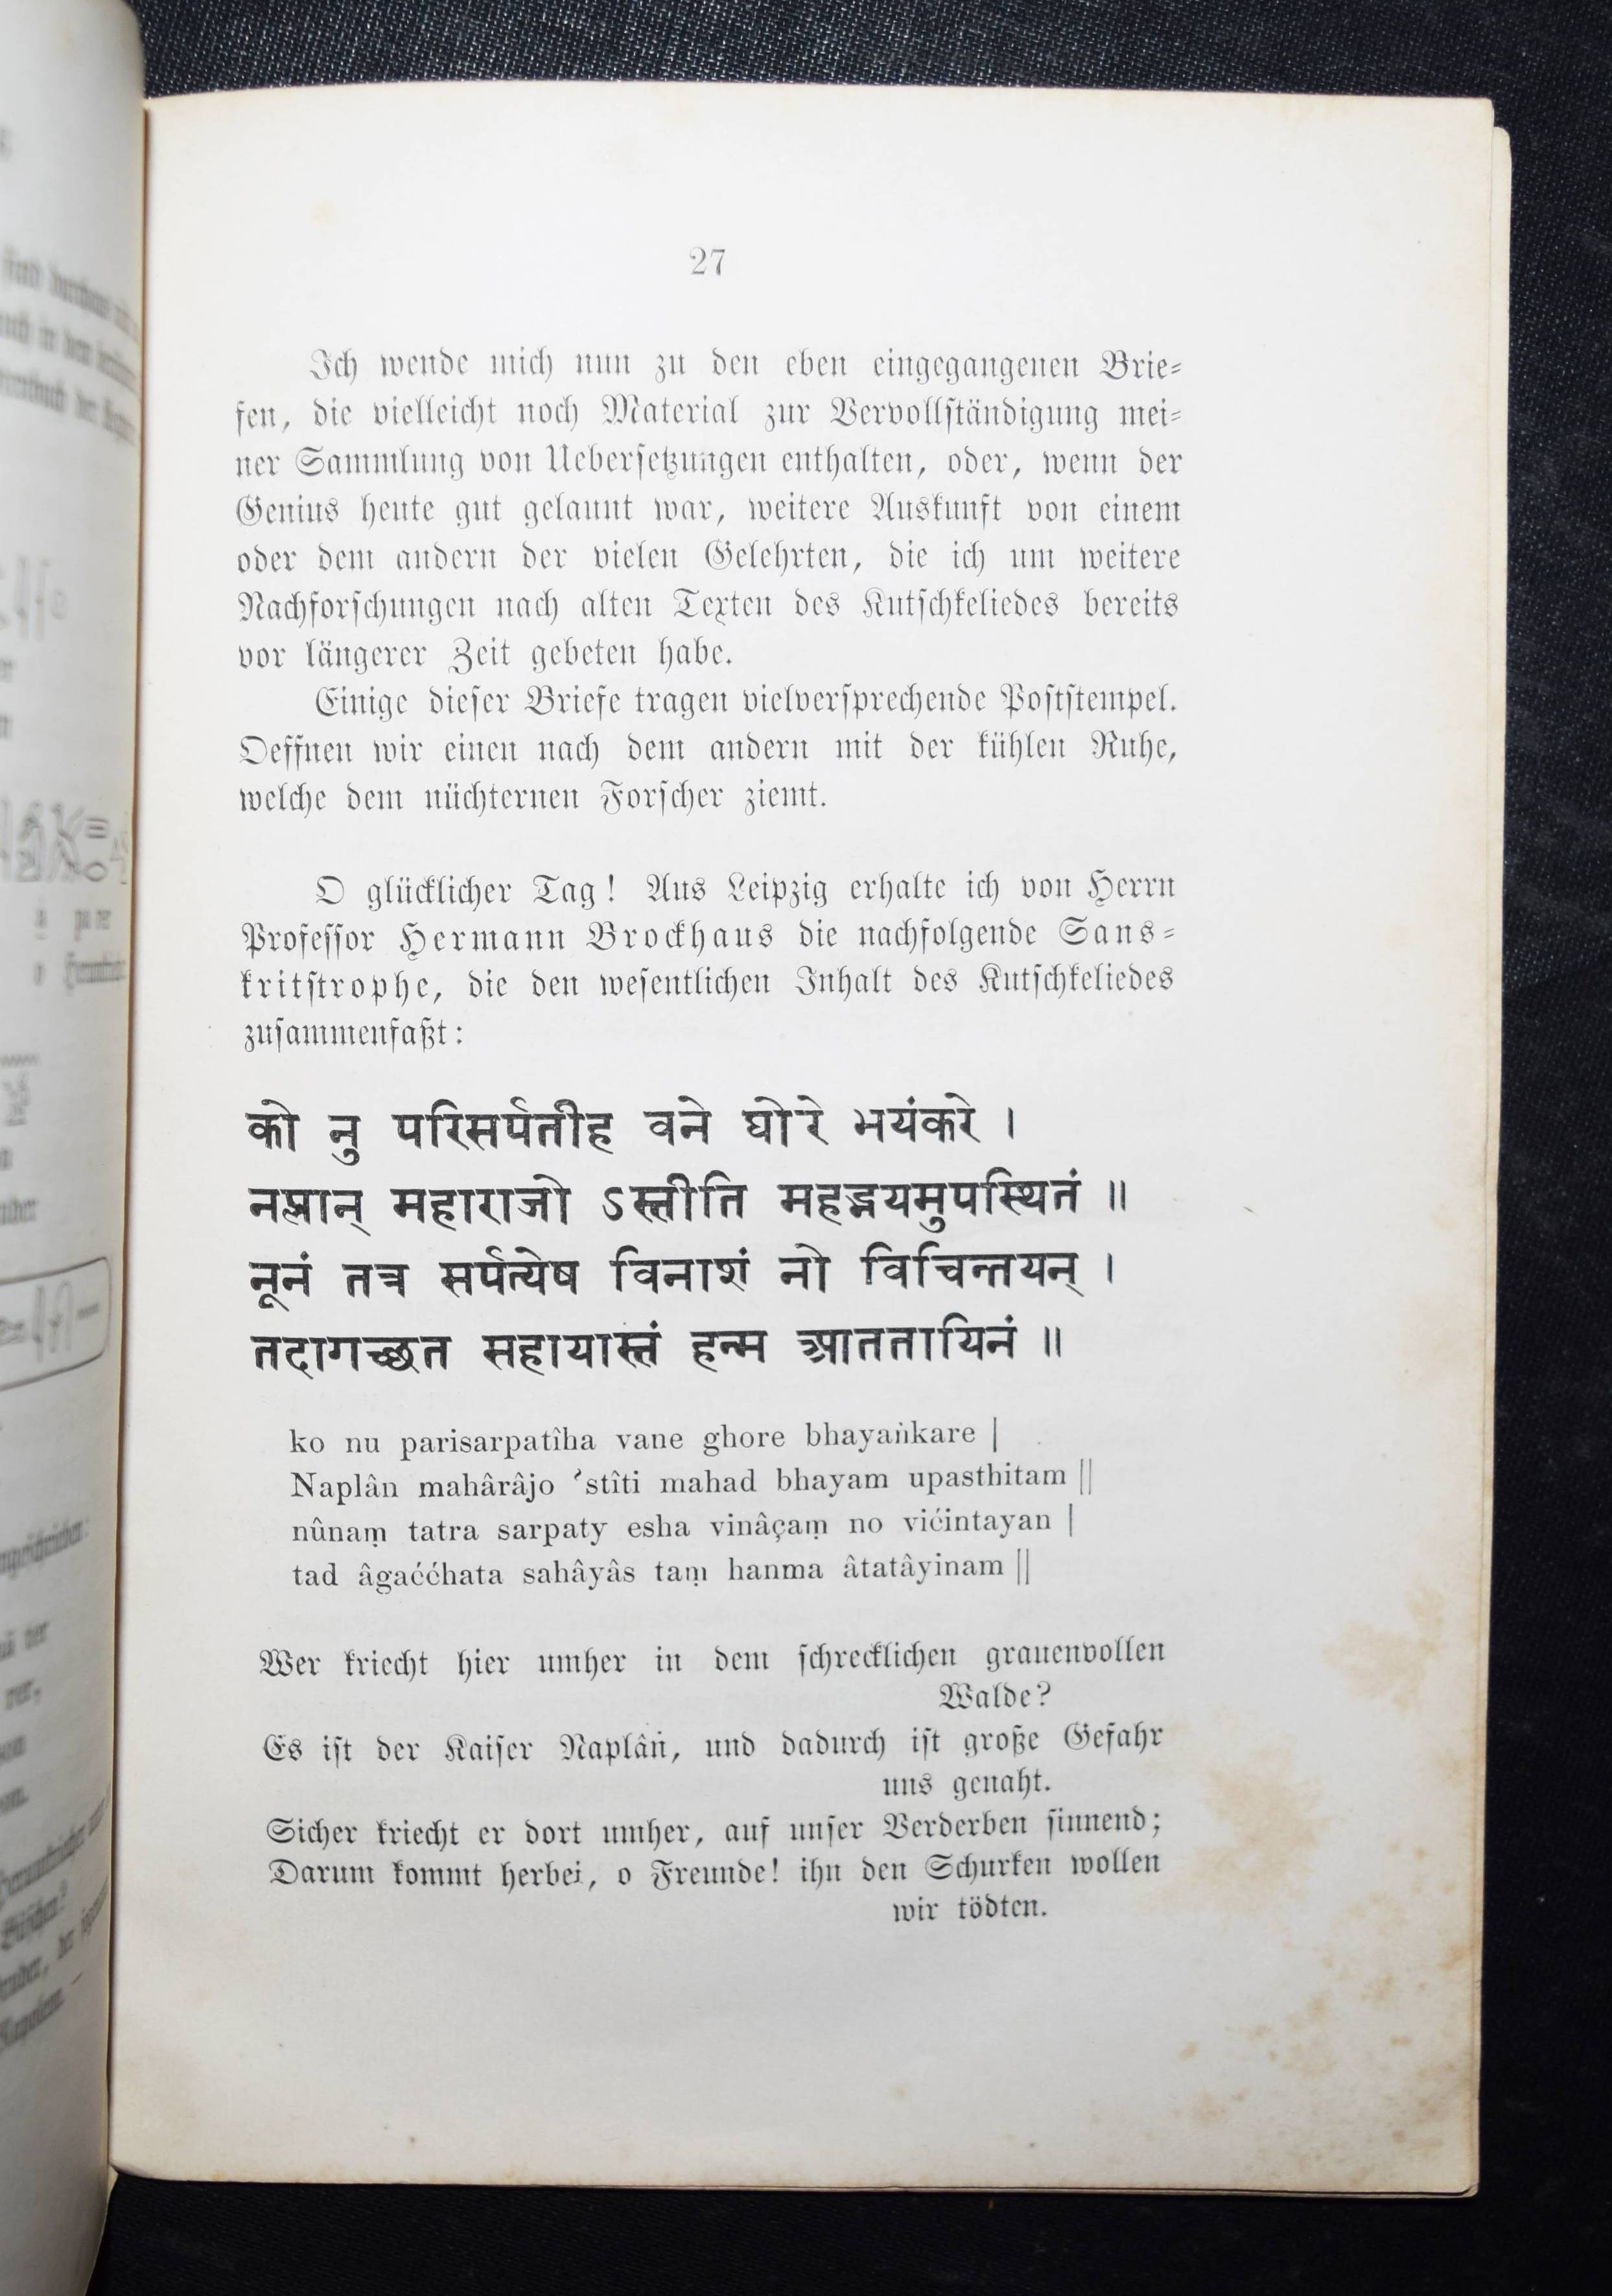 27
Ich wende mich nun zu den eben eingegangenen Brie-
fen, die vielleicht noch Material zur Vervollständigung mei-
ner Sammlung von Uebersetzungen enthalten, oder, wenn der
Genius heute gut gelaunt war, weitere Auskunft von einem
oder dem andern der vielen Gelehrten, die ich um weitere
Nachforschungen nach alten Texten des Kutschkeliedes bereits
vor längerer Zeit gebeten habe.
Einige dieser Briefe tragen vielversprechende Poststempel.
Oeffnen wir einen nach dem andern mit der kühlen Ruhe,
welche dem nüchternen Forscher ziemt.
O glücklicher Tag! Aus Leipzig erhalte ich von Herrn
Professor Hermann Brockhaus die nachfolgende Sans-
kritstrophe, die den wesentlichen Inhalt des Kutschkeliedes
zusammenfaßt:
को नु परिसर्पतीह वने घोरे भयंकरे ।
नप्लान् महाराजो ऽस्तीति महद्भयमुपस्थितं ॥
नूनं तत्र सर्पत्येष विनाशं नो विचिन्तयन् ।
तदागच्छत सहायास्तं हन्म आततायिनं ॥
ko nu parisarpatîha vane ghore bhayaṅkare |
Naplân mahârâjo ’stîti mahad bhayam upasthitam ||
nûnaṃ tatra sarpaty esha vinâçaṃ no vićintayan |
tad âgaććhata sahâyâs taṃ hanma âtatâyinam ||
Wer kriecht hier umher in dem schrecklichen grauenvollen
Walde?
Es ist der Kaiser Naplâṅ, und dadurch ist große Gefahr
uns genaht.
Sicher kriecht er dort umher, auf unser Verderben sinnend;
Darum kommt herbei, o Freunde! ihn den Schurken wollen
wir tödten.